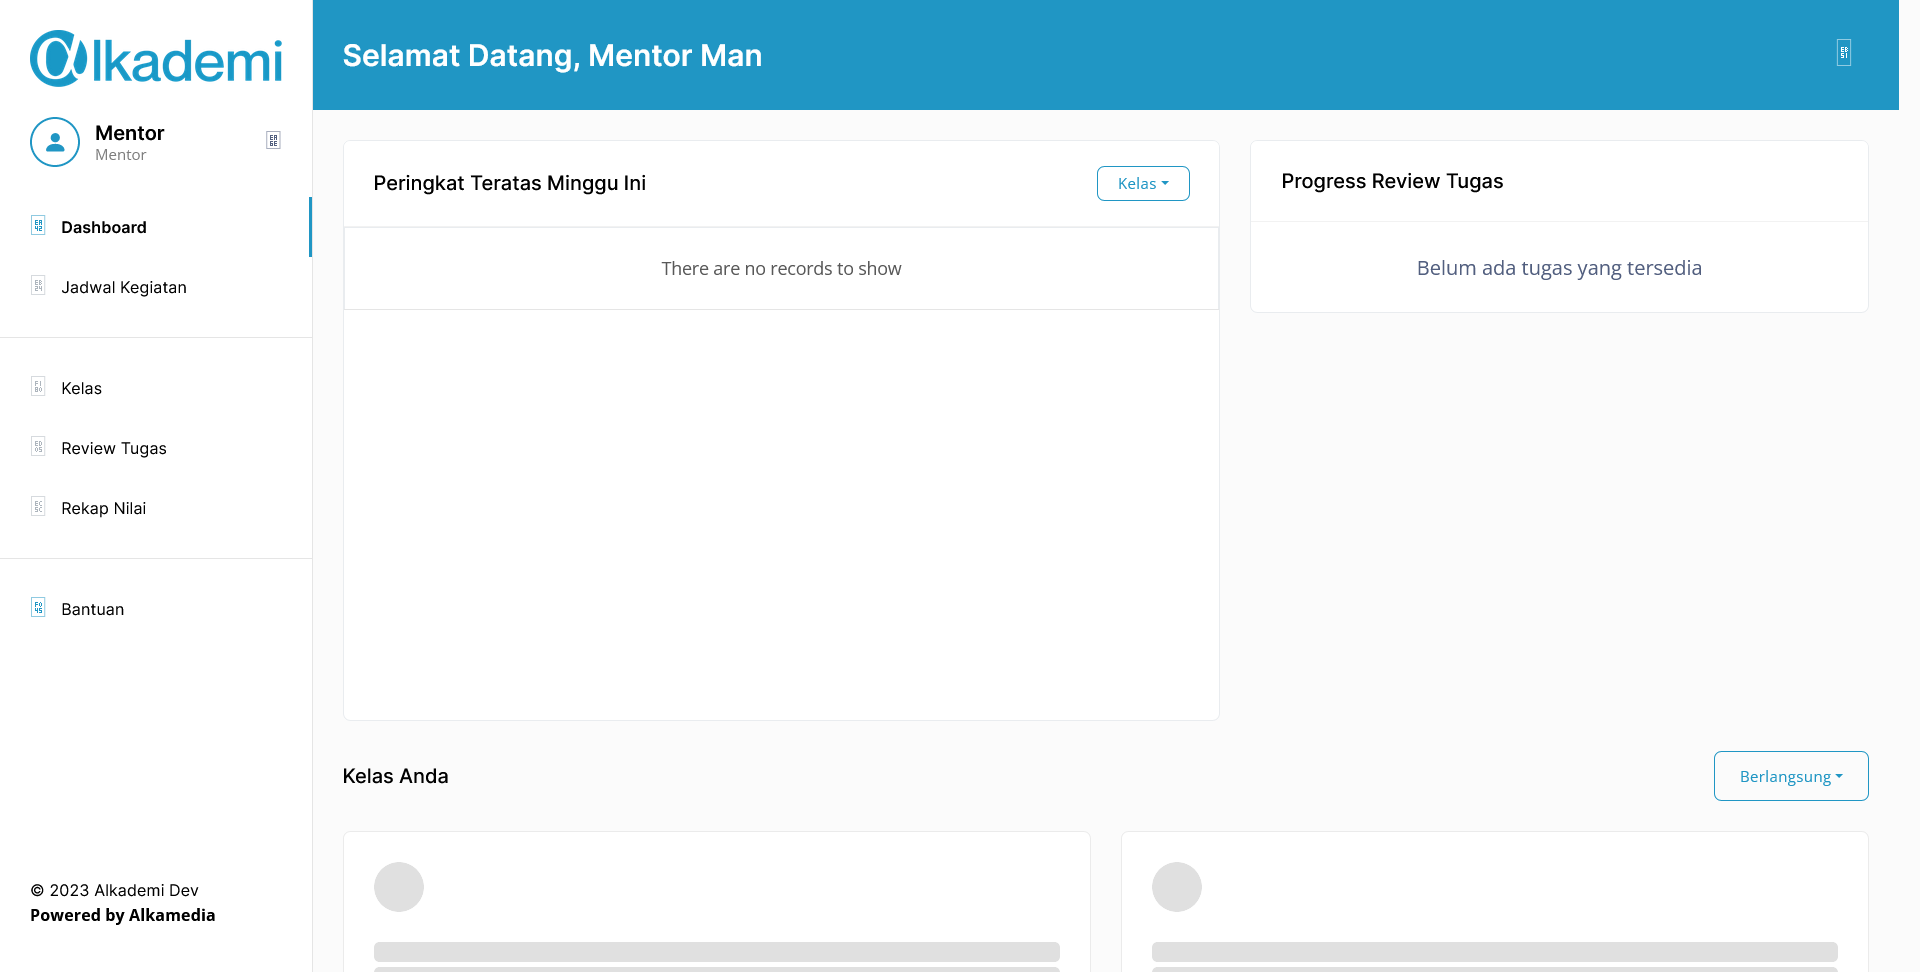 Alkademi
Mentor
Mentor
Dashboard
Jadwal Kegiatan
Kelas
Review Tugas
Rekap Nilai
Bantuan
© 2023 Alkademi Dev
Powered by Alkamedia
Selamat Datang, Mentor Man
Peringkat Teratas Minggu Ini
Kelas
There are no records to show
Progress Review Tugas
Belum ada tugas yang tersedia
Kelas Anda
Berlangsung